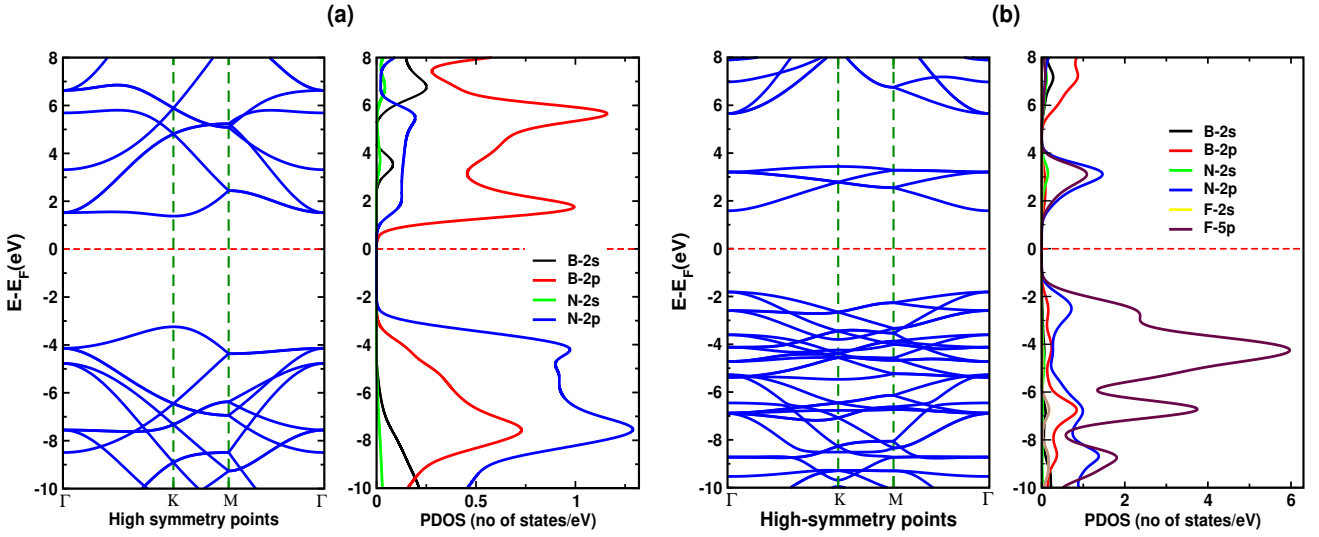 (a)
(b)
E-E_F(eV)
8
6
4
2
0
-2
-4
-6
-8
-10
Γ K M Γ
High symmetry points
8
6
4
2
0
-2
-4
-6
-8
-10
B-2s
B-2p
N-2s
N-2p
0 0.5 1
PDOS (no of states/eV)
E-E_F(eV)
8
6
4
2
0
-2
-4
-6
-8
-10
Γ K M Γ
High-symmetry points
8
6
4
2
0
-2
-4
-6
-8
-10
B-2s
B-2p
N-2s
N-2p
F-2s
F-5p
0 2 4 6
PDOS (no of states/eV)